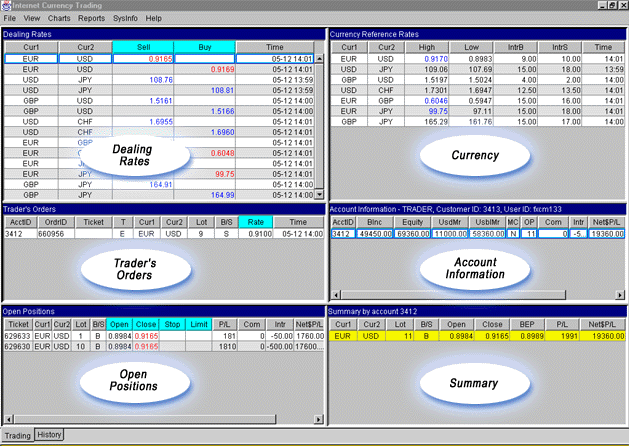 Internet Currency Trading
File View Charts Reports SysInfo Help
Dealing Rates
Cur1 Cur2 Sell Buy Time
EUR USD 0.9165 05-12 14:01
EUR USD 0.9169 05-12 14:01
USD JPY 108.76 05-12 13:59
USD JPY 108.81 05-12 13:59
GBP USD 1.5161 05-12 14:00
GBP USD 1.5166 05-12 14:00
USD CHF 1.6955 05-12 14:01
USD CHF 1.6960 05-12 14:01
EUR 05-12 14:01
EUR 0.6048 05-12 14:01
EUR 05-12 14:01
EUR 99.75 05-12 14:01
GBP JPY 164.91 05-12 14:00
GBP JPY 164.99 05-12 14:00
Dealing
Rates
Currency Reference Rates
Cur1 Cur2 High Low IntrB IntrS Time
EUR USD 0.9170 0.8983 9.00 10.00 14:01
USD JPY 109.06 107.69 15.00 18.00 13:59
GBP USD 1.5197 1.5024 4.00 2.00 14:00
USD CHF 1.7301 1.6947 12.50 16.00 14:01
EUR GBP 0.6046 0.5947 16.00 15.00 14:01
EUR JPY 99.75 97.11 15.00 18.00 14:01
GBP JPY 165.29 161.76 15.00 17.00 14:00
Currency
Trader's Orders
AcctID OrdrID Ticket T Cur1 Cur2 Lot B/S Rate Time
3412 660956 E EUR USD 9 S 0.9100 05-12 14:00
Trader's
Orders
Account Information - TRADER, Customer ID: 3413, User ID: fxcm133
AcctID Blnc Equity UsdMr UsblMr MC OP Com Intr Net$P/L
3412 49450.00 69360.00 11000.00 58360.00 N 11 0 -5... 19360.00
Account
Information
Open Positions
Ticket Cur1 Cur2 Lot B/S Open Close Stop Limit P/L Com Intr Net$P/L
629633 EUR USD 1 B 0.8984 0.9165 181 0 -50.00 1760.00
629630 EUR USD 10 B 0.8984 0.9165 1810 0 -500.00 17600...
Open
Positions
Summary by account 3412
Cur1 Cur2 Lot B/S Open Close BEP P/L Net$P/L
EUR USD 11 B 0.8984 0.9165 0.8989 1991 19360.00
Summary
Trading History